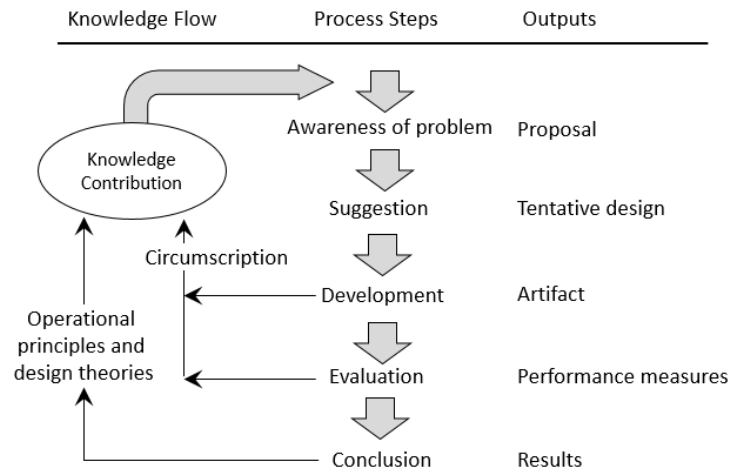 Knowledge Flow
Process Steps
Outputs
Awareness of problem
Proposal
Knowledge
Contribution
Suggestion
Tentative design
Circumscription
Development
Artifact
Operational
principles and
design theories
Evaluation
Performance measures
Conclusion
Results